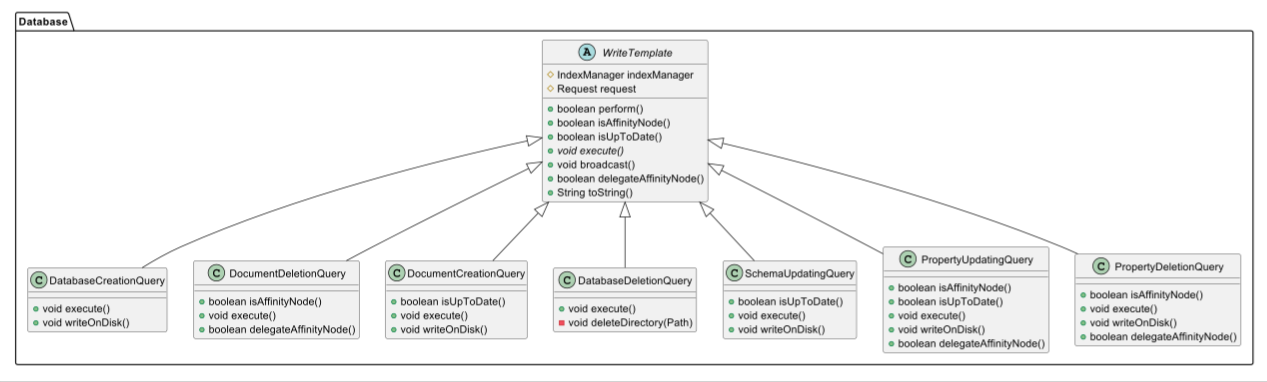 Database
A WriteTemplate
IndexManager indexManager
Request request
boolean perform()
boolean isAffinityNode()
boolean isUpToDate()
void execute()
void broadcast()
boolean delegateAffinityNode()
String toString()
C DatabaseCreationQuery
void execute()
void writeOnDisk()
C DocumentDeletionQuery
boolean isAffinityNode()
void execute()
boolean delegateAffinityNode()
C DocumentCreationQuery
boolean isUpToDate()
void execute()
void writeOnDisk()
C DatabaseDeletionQuery
void execute()
void deleteDirectory(Path)
C SchemaUpdatingQuery
boolean isUpToDate()
void execute()
void writeOnDisk()
C PropertyUpdatingQuery
boolean isAffinityNode()
boolean isUpToDate()
void execute()
void writeOnDisk()
boolean delegateAffinityNode()
C PropertyDeletionQuery
boolean isAffinityNode()
void execute()
void writeOnDisk()
boolean delegateAffinityNode()